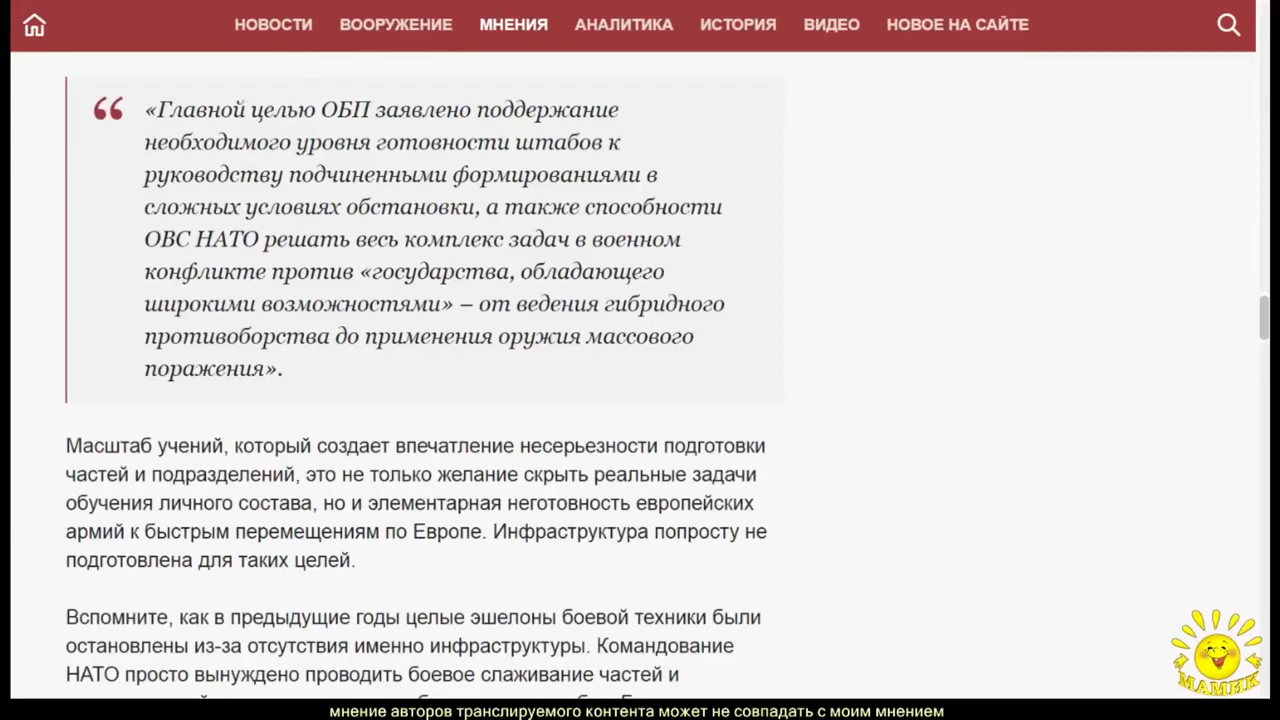 НОВОСТИ ВООРУЖЕНИЕ МНЕНИЯ АНАЛИТИКА ИСТОРИЯ ВИДЕО НОВОЕ НА САЙТЕ
«Главной целью ОБП заявлено поддержание
необходимого уровня готовности штабов к
руководству подчиненными формированиями в
сложных условиях обстановки, а также способности
ОВС НАТО решать весь комплекс задач в военном
конфликте против «государства, обладающего
широкими возможностями» – от ведения гибридного
противоборства до применения оружия массового
поражения».
Масштаб учений, который создает впечатление несерьезности подготовки
частей и подразделений, это не только желание скрыть реальные задачи
обучения личного состава, но и элементарная неготовность европейских
армий к быстрым перемещениям по Европе. Инфраструктура попросту не
подготовлена для таких целей.
Вспомните, как в предыдущие годы целые эшелоны боевой техники были
остановлены из-за отсутствия именно инфраструктуры. Командование
НАТО просто вынуждено проводить боевое слаживание частей и
МАМИК
мнение авторов транслируемого контента может не совпадать с моим мнением